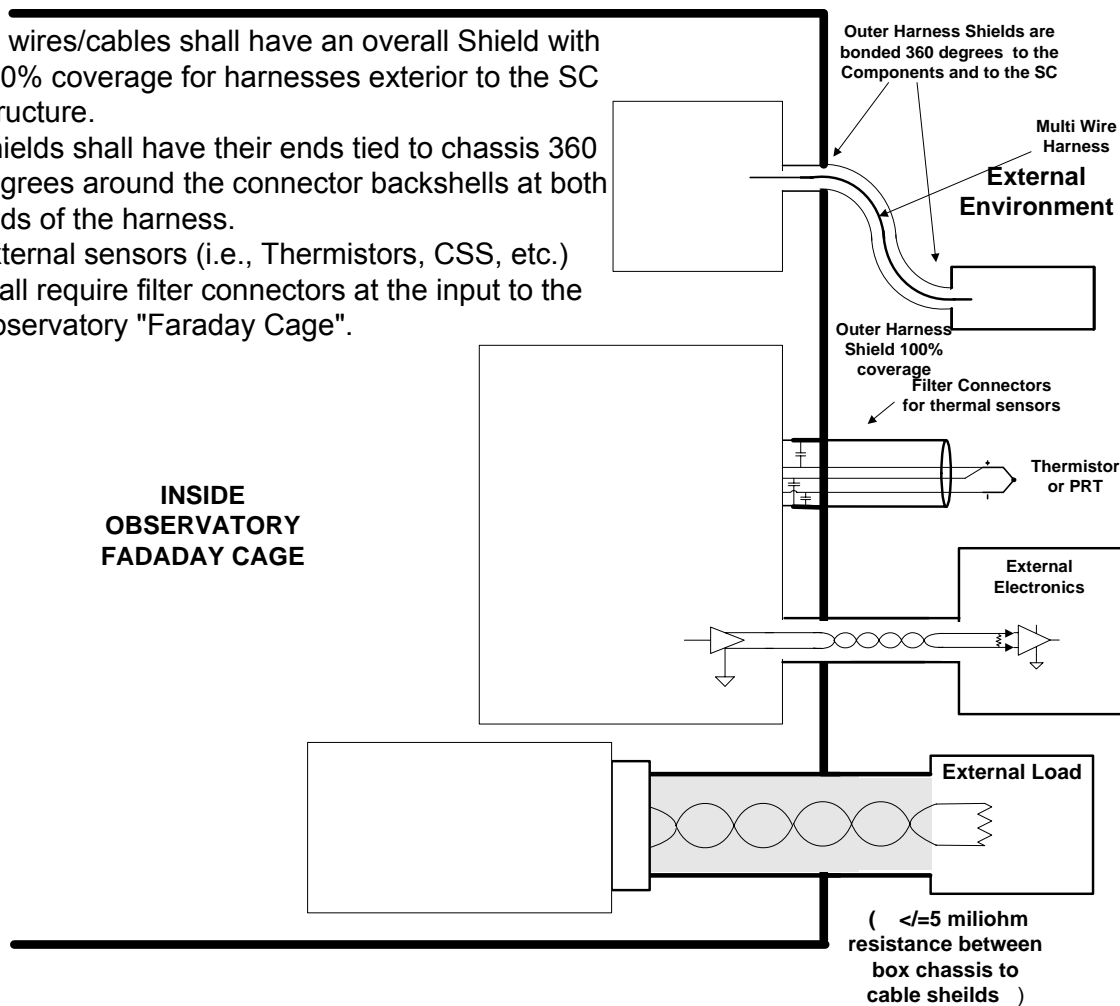 wires/cables shall have an overall Shield with
0% coverage for harnesses exterior to the SC
ructure.
ields shall have their ends tied to chassis 360
grees around the connector backshells at both
ds of the harness.
ternal sensors (i.e., Thermistors, CSS, etc.)
all require filter connectors at the input to the
bservatory "Faraday Cage".
Outer Harness Shields are
bonded 360 degrees to the
Components and to the SC
Multi Wire
Harness
External
Environment
Outer Harness
Shield 100%
coverage
Filter Connectors
for thermal sensors
+
-
Thermistor
or PRT
INSIDE
OBSERVATORY
FADADAY CAGE
External
Electronics
External Load
( </=5 miliohm
resistance between
box chassis to
cable sheilds )